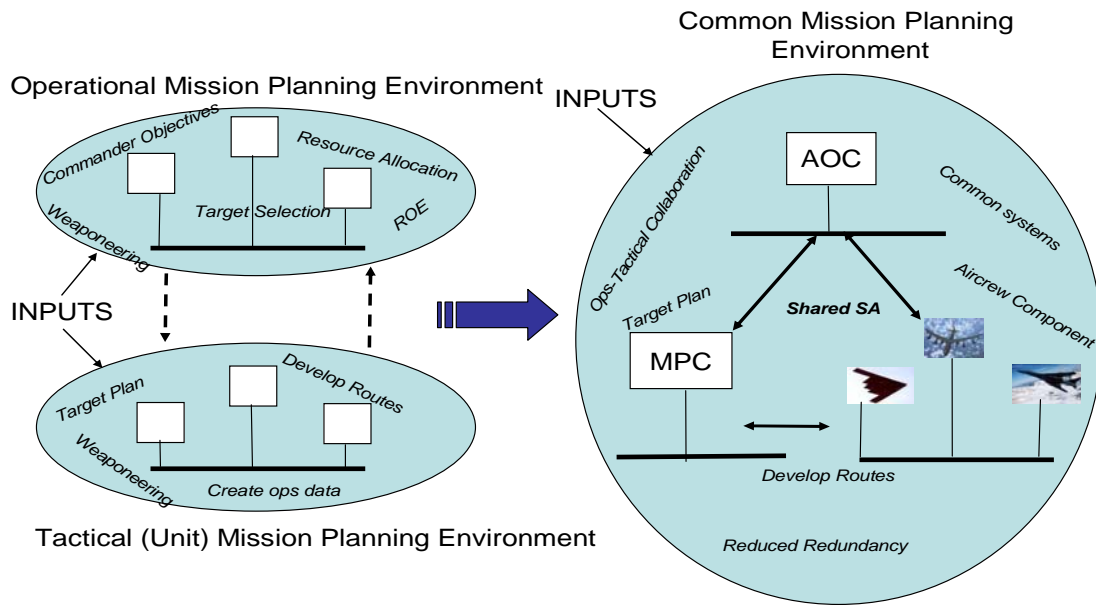 Common Mission Planning
Environment
Operational Mission Planning Environment
INPUTS
Commander Objectives
Resource Allocation
Target Selection
ROE
Weaponeering
INPUTS
Target Plan
Develop Routes
Weaponeering
Create ops data
Tactical (Unit) Mission Planning Environment
AOC
Ops-Tactical Collaboration
Common systems
Aircrew Component
Target Plan
Shared SA
MPC
Develop Routes
Reduced Redundancy